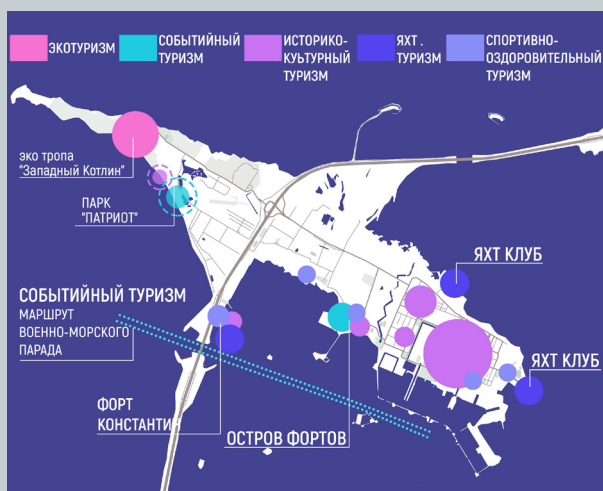 ЭКОТУРИЗМ
СОБЫТИЙНЫЙ
ТУРИЗМ
ИСТОРИКО-
КУЬТУРНЫЙ
ТУРИЗМ
ЯХТ .
ТУРИЗМ
СПОРТИВНО-
ОЗДОРОВИТЕЛЬНЫЙ
ТУРИЗМ
эко тропа
"Западный Котлин"
ПАРК
"ПАТРИОТ"
СОБЫТИЙНЫЙ ТУРИЗМ
МАРШРУТ
ВОЕННО-МОРСКОГО
ПАРАДА
ФОРТ
КОНСТАНТИН
ОСТРОВ ФОРТОВ
ЯХТ КЛУБ
ЯХТ КЛУБ